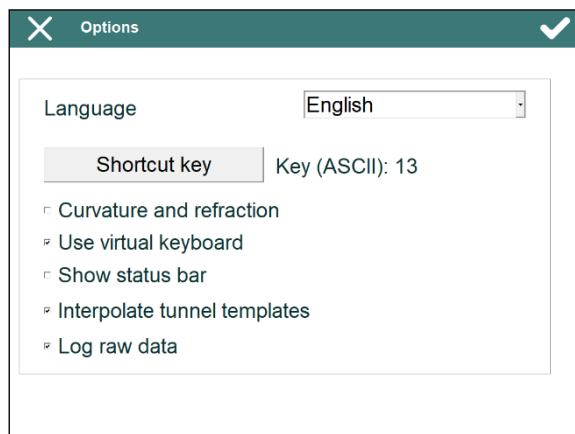 Options
Language
English
Shortcut key
Key (ASCII): 13
Curvature and refraction
Use virtual keyboard
Show status bar
Interpolate tunnel templates
Log raw data